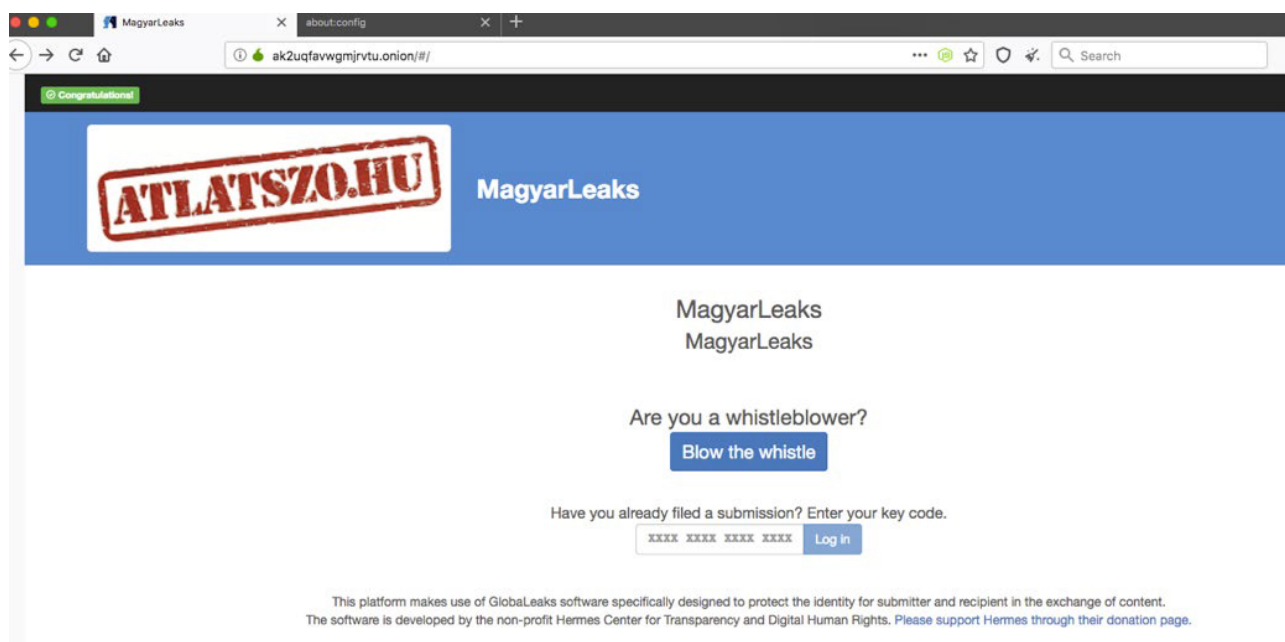 MagyarLeaks
about:config
ak2uqfavwgmjrvtu.onion/#/
Search
Congratulations!
ATLATSZO.HU
MagyarLeaks
MagyarLeaks
MagyarLeaks
Are you a whistleblower?
Blow the whistle
Have you already filed a submission? Enter your key code.
XXXX XXXX XXXX XXXX Log in
This platform makes use of GlobaLeaks software specifically designed to protect the identity for submitter and recipient in the exchange of content.
The software is developed by the non-profit Hermes Center for Transparency and Digital Human Rights. Please support Hermes through their donation page.